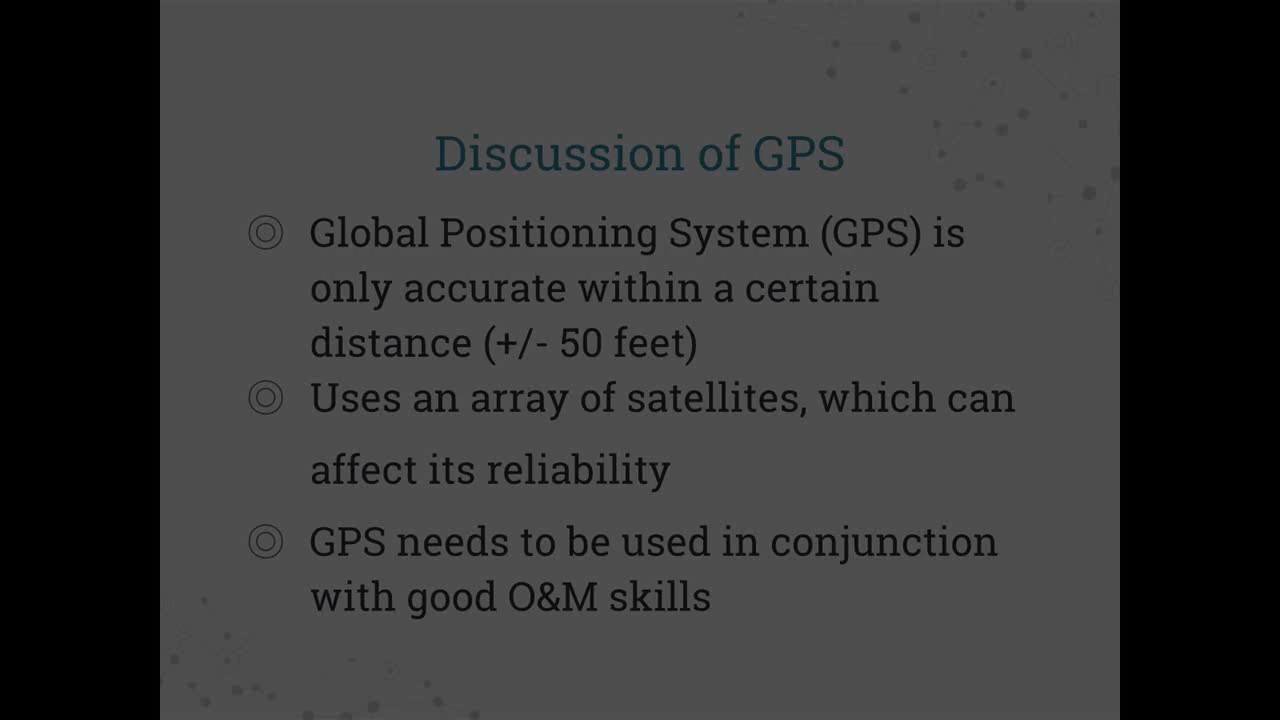 Discussion of GPS
Global Positioning System (GPS) is
only accurate within a certain
distance (+/- 50 feet)
Uses an array of satellites, which can
affect its reliability
GPS needs to be used in conjunction
with good O&M skills